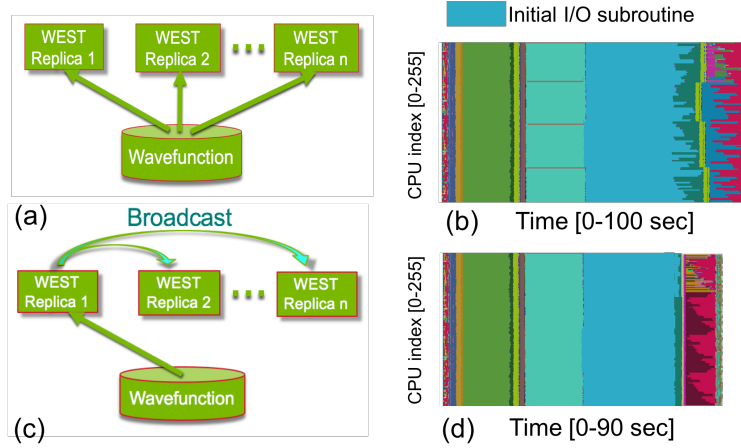 WEST
Replica 1
WEST
Replica 2
WEST
Replica n
Wavefunction
(a)
Initial I/O subroutine
CPU index [0-255]
(b)
Time [0-100 sec]
Broadcast
WEST
Replica 1
WEST
Replica 2
WEST
Replica n
Wavefunction
(c)
CPU index [0-255]
(d)
Time [0-90 sec]